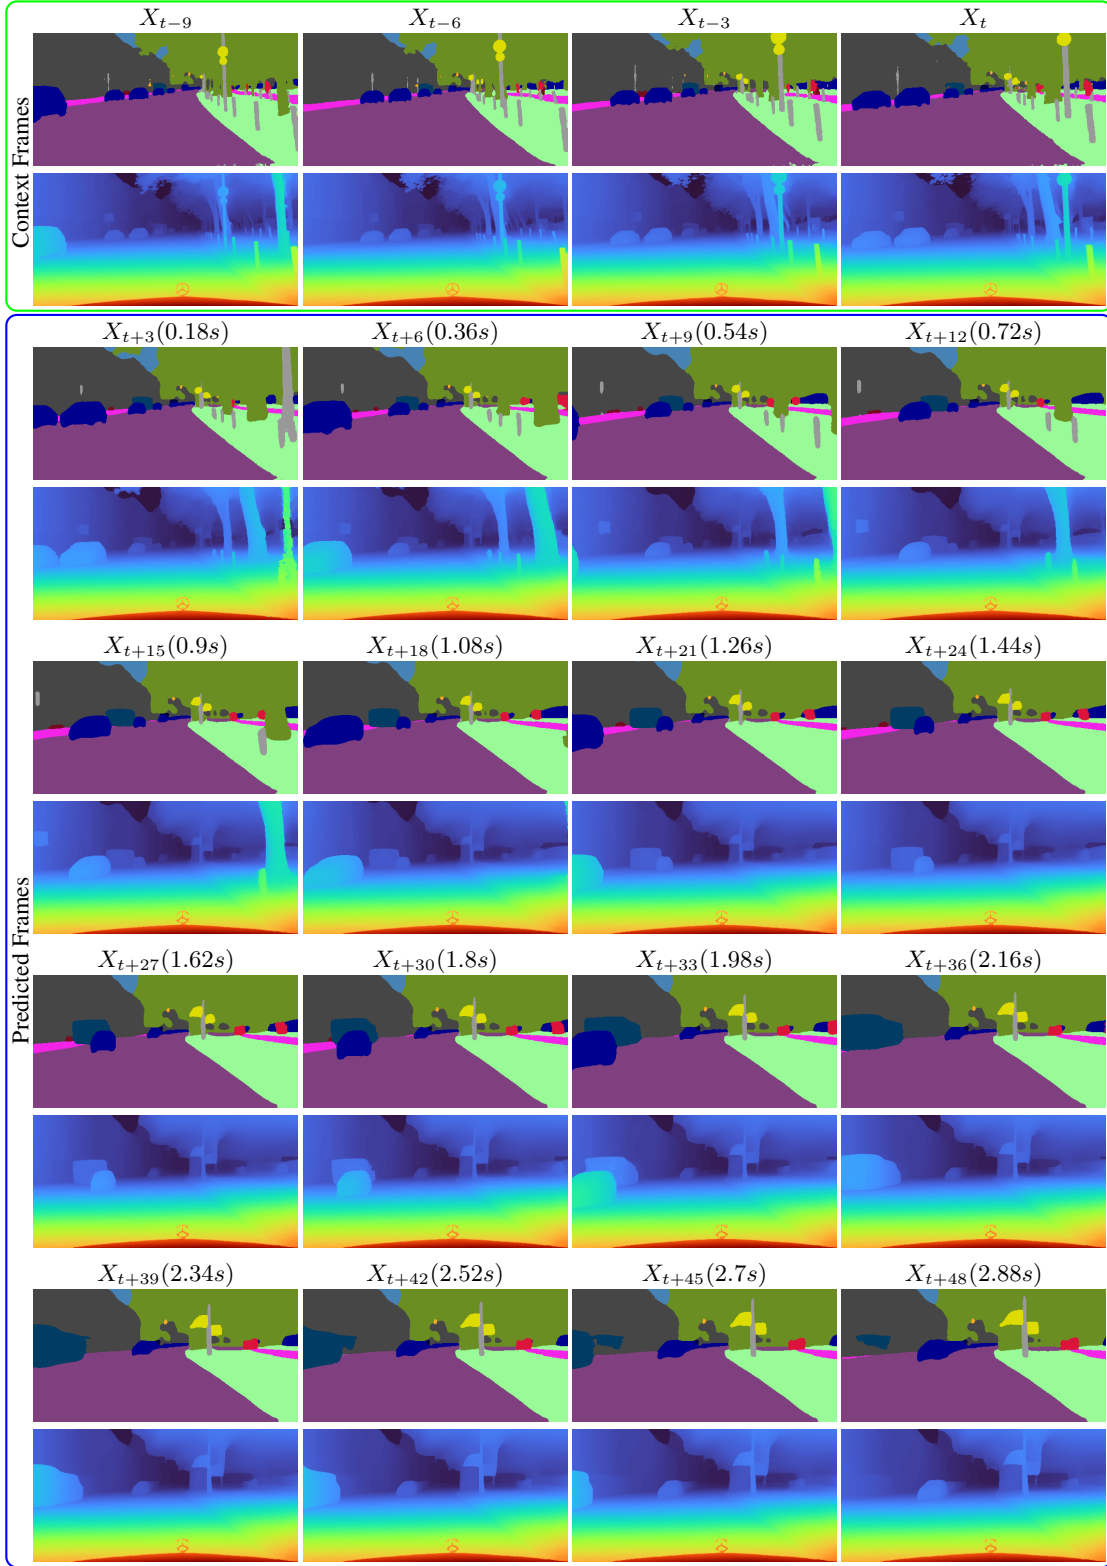 X_{t−9} X_{t−6} X_{t−3} X_t
Context Frames
X_{t+3}(0.18s) X_{t+6}(0.36s) X_{t+9}(0.54s) X_{t+12}(0.72s)
X_{t+15}(0.9s) X_{t+18}(1.08s) X_{t+21}(1.26s) X_{t+24}(1.44s)
Predicted Frames
X_{t+27}(1.62s) X_{t+30}(1.8s) X_{t+33}(1.98s) X_{t+36}(2.16s)
X_{t+39}(2.34s) X_{t+42}(2.52s) X_{t+45}(2.7s) X_{t+48}(2.88s)